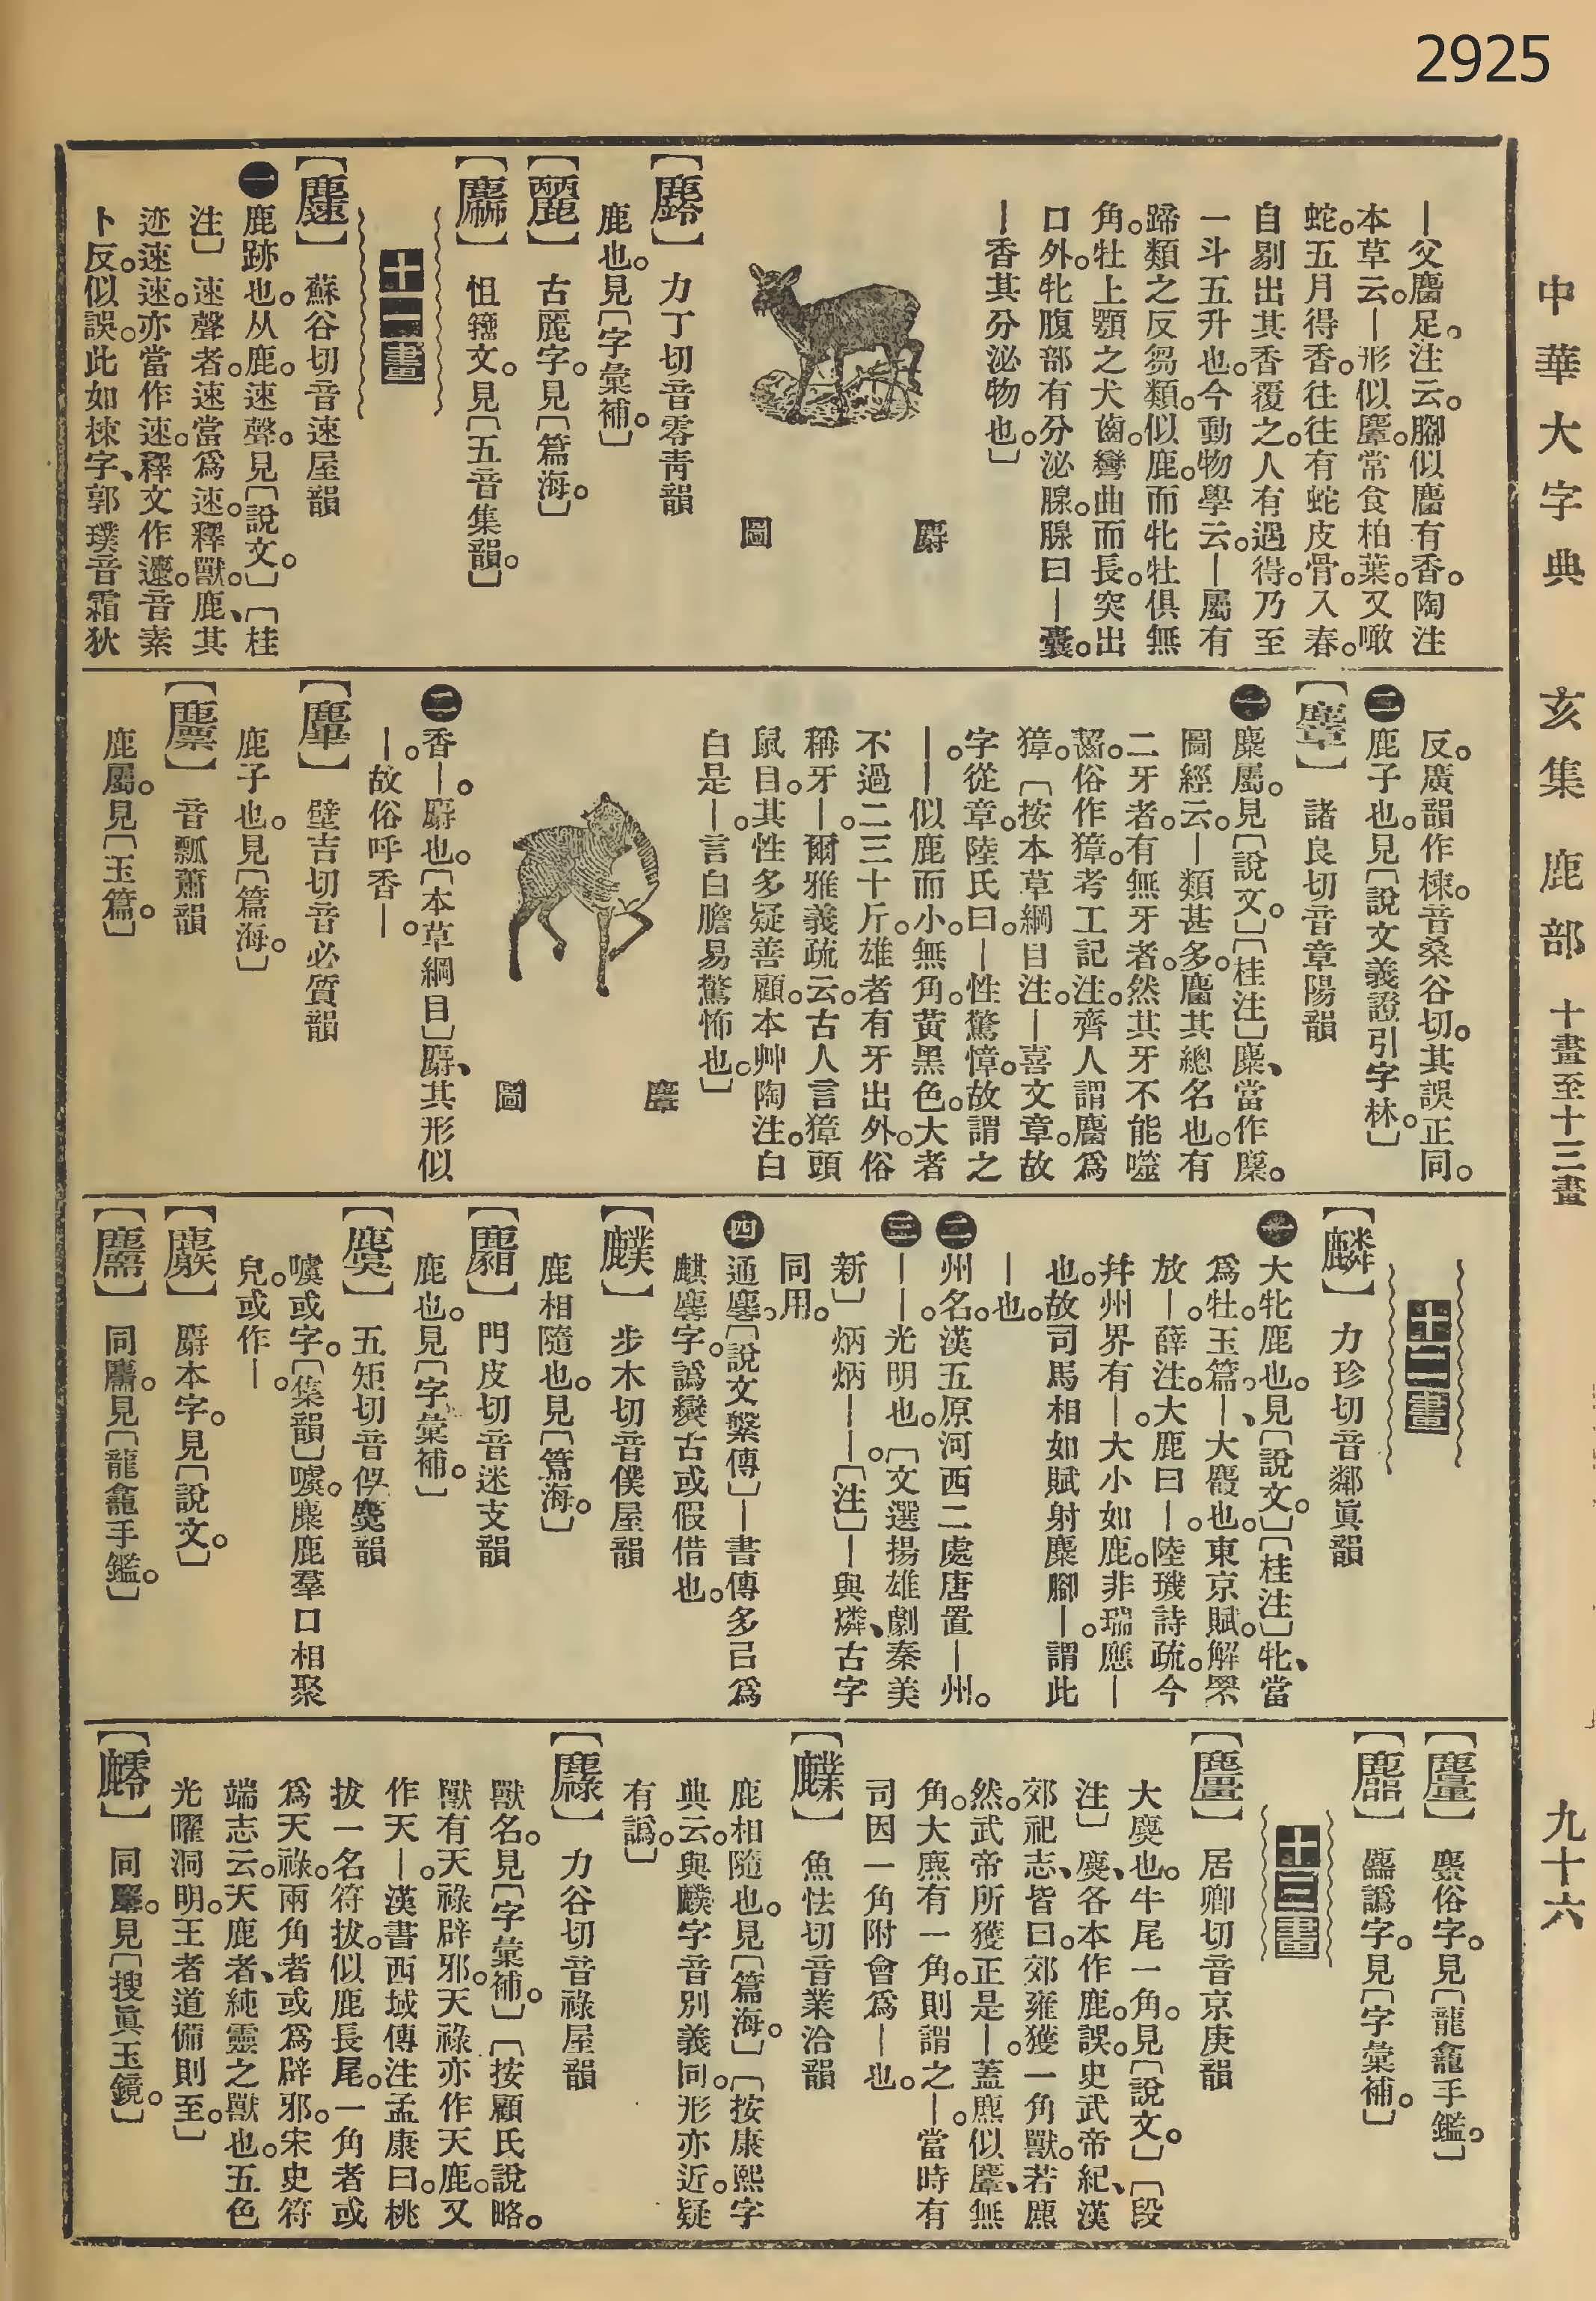 2925
中華大字典　亥集　鹿部　十畫至十三畫　九十六
｜父麕足。注云。腳似麕有香。陶注
本草云。｜形似麞。常食柏葉。又噉
蛇。五月得香。往往有蛇皮骨。入春。
自剔出其香覆之。人有遇得。乃至
一斗五升也。今動物學云。｜屬有
蹄類之反芻類。似鹿。而牝牡俱無
角。牡上顎之犬齒。彎曲而長。突出
口外。牝腹部有分泌腺。腺曰｜囊。
｜香其分泌物也。〕
麝
圖
力丁切音零青韻
鹿也。見〔字彙補。〕
古麗字。見〔篇海。〕
怚籀文。見〔五音集韻。〕
十一畫
蘇谷切音速屋韻
㊀鹿跡也。从鹿。速聲。見〔說文。〕〔桂
注〕速聲者。速當爲速。釋獸。鹿、其
迹速。速亦當作速。釋文作䴝。音素
卜反。似誤。此如棟字、郭璞音霜狄
反。廣韻作棟。音桑谷切。其誤正同。
㊁鹿子也。見〔說文義證引字林。〕
【麞】　諸良切音章陽韻
㊀麋屬。見〔說文。〕〔桂注〕麋、當作麇。
圖經云。｜類甚多。麕其總名也。有
二牙者。有無牙者。然其牙不能噬
齧。俗作獐。考工記注。齊人謂麕爲
獐。〔按本草綱目注。｜喜文章。故
字從章。陸氏曰。｜性驚慞。故謂之
｜。｜似鹿而小。無角。黃黑色。大者
不過二三十斤。雄者有牙出外。俗
稱牙｜。爾雅義疏云。古人言獐頭
鼠目。其性多疑善顧。本艸陶注。白
白是｜。言白膽易驚怖也。〕
麞
圖
㊁香｜。麝也。〔本草綱目〕麝、其形似
｜。故俗呼香｜。
壁吉切音必質韻
鹿子也。見〔篇海。〕
音瓢蕭韻
鹿屬。見〔玉篇。〕
十二畫
【麟】　力珍切音鄰眞韻
㊀大牝鹿也。見〔說文。〕〔桂注〕牝、當
爲牡。玉篇。｜、大麚也。東京賦。解罘
放｜。薛注。大鹿曰｜。陸璣詩疏。今
幷州界有｜。大小如鹿。非瑞應｜
也。故司馬相如賦射麋腳｜。謂此
｜也。
㊁州名。漢五原河西二處。唐置｜州。
㊂｜｜。光明也。〔文選揚雄劇秦美
新〕炳炳｜｜。〔注〕｜與燐、古字
同用。
㊃通麐。〔說文繫傳〕｜書傳多已爲
麒麐字。譌變古或假借也。
步木切音僕屋韻
鹿相隨也。見〔篇海。〕
門皮切音迷支韻
鹿也。見〔字彙補。〕
五矩切音俁麌韻
噳或字。〔集韻〕噳。麋鹿羣口相聚
皃。或作｜。
麝本字。見〔說文。〕
同麢。見〔龍龕手鑑。〕
麏俗字。見〔龍龕手鑑。〕
麤譌字。見〔字彙補。〕
十三畫
居卿切音京庚韻
大麃也。牛尾一角。見〔說文。〕〔段
注〕麃、各本作鹿。誤。史武帝紀、漢
郊祀志、皆曰。郊雍獲一角獸。若麃
然。武帝所獲正是｜。蓋麃似麞、無
角。大麃有一角。則謂之｜。當時有
司因一角附會爲｜也。
魚怯切音業洽韻
鹿相隨也。見〔篇海。〕〔按康熙字
典云。與䴆字音別義同。形亦近。疑
有譌。〕
力谷切音祿屋韻
獸名。見〔字彙補。〕〔按顧氏說略。
獸有天祿辟邪。天祿亦作天鹿。又
作天｜。漢書西域傳注孟康曰。桃
拔一名符拔。似鹿長尾。一角者或
爲天祿。兩角者或爲辟邪。宋史符
端志云。天鹿者、純靈之獸也。五色
光曜洞明。王者道備則至。〕
同麢。見〔搜眞玉鏡。〕